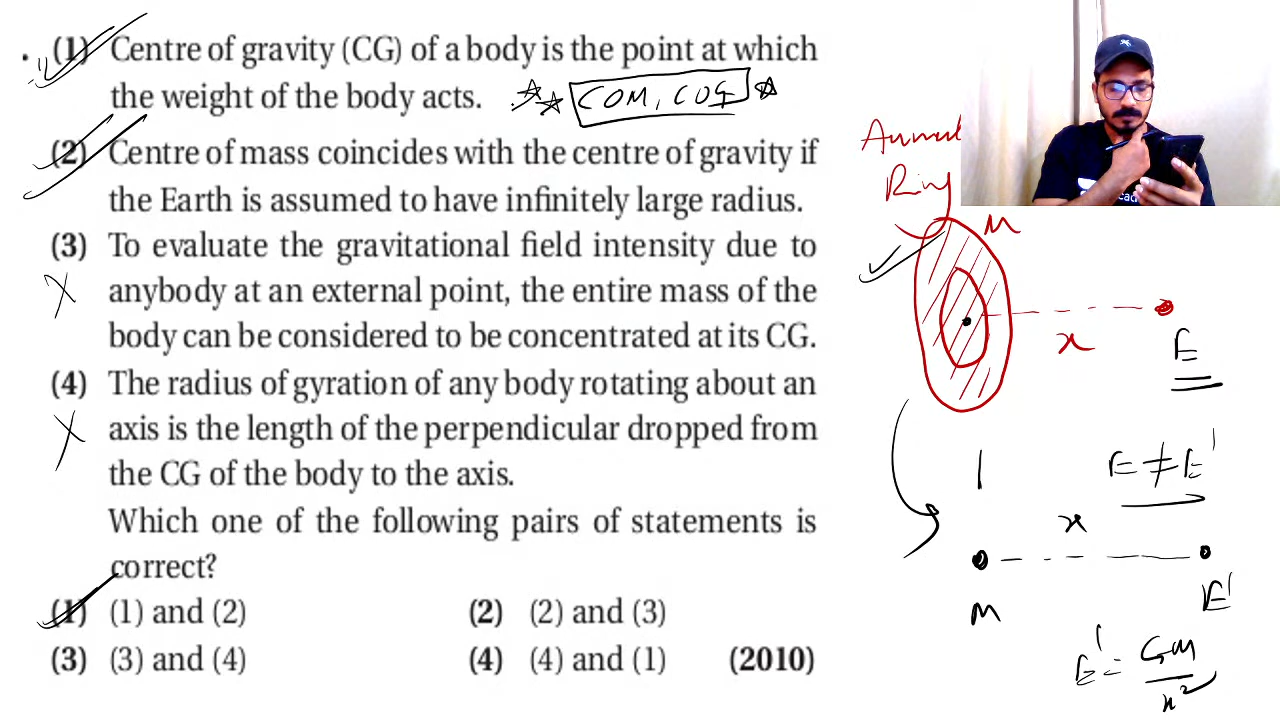 (1) Centre of gravity (CG) of a body is the point at which
the weight of the body acts. COM, COG
(2) Centre of mass coincides with the centre of gravity if
the Earth is assumed to have infinitely large radius.
(3) To evaluate the gravitational field intensity due to
anybody at an external point, the entire mass of the
body can be considered to be concentrated at its CG.
(4) The radius of gyration of any body rotating about an
axis is the length of the perpendicular dropped from
the CG of the body to the axis.
Which one of the following pairs of statements is
correct?
(1) (1) and (2) (2) (2) and (3)
(3) (3) and (4) (4) (4) and (1) (2010)
Ring
M
x
E
E ≠ E'
x
M
E'
E' = GM/x²